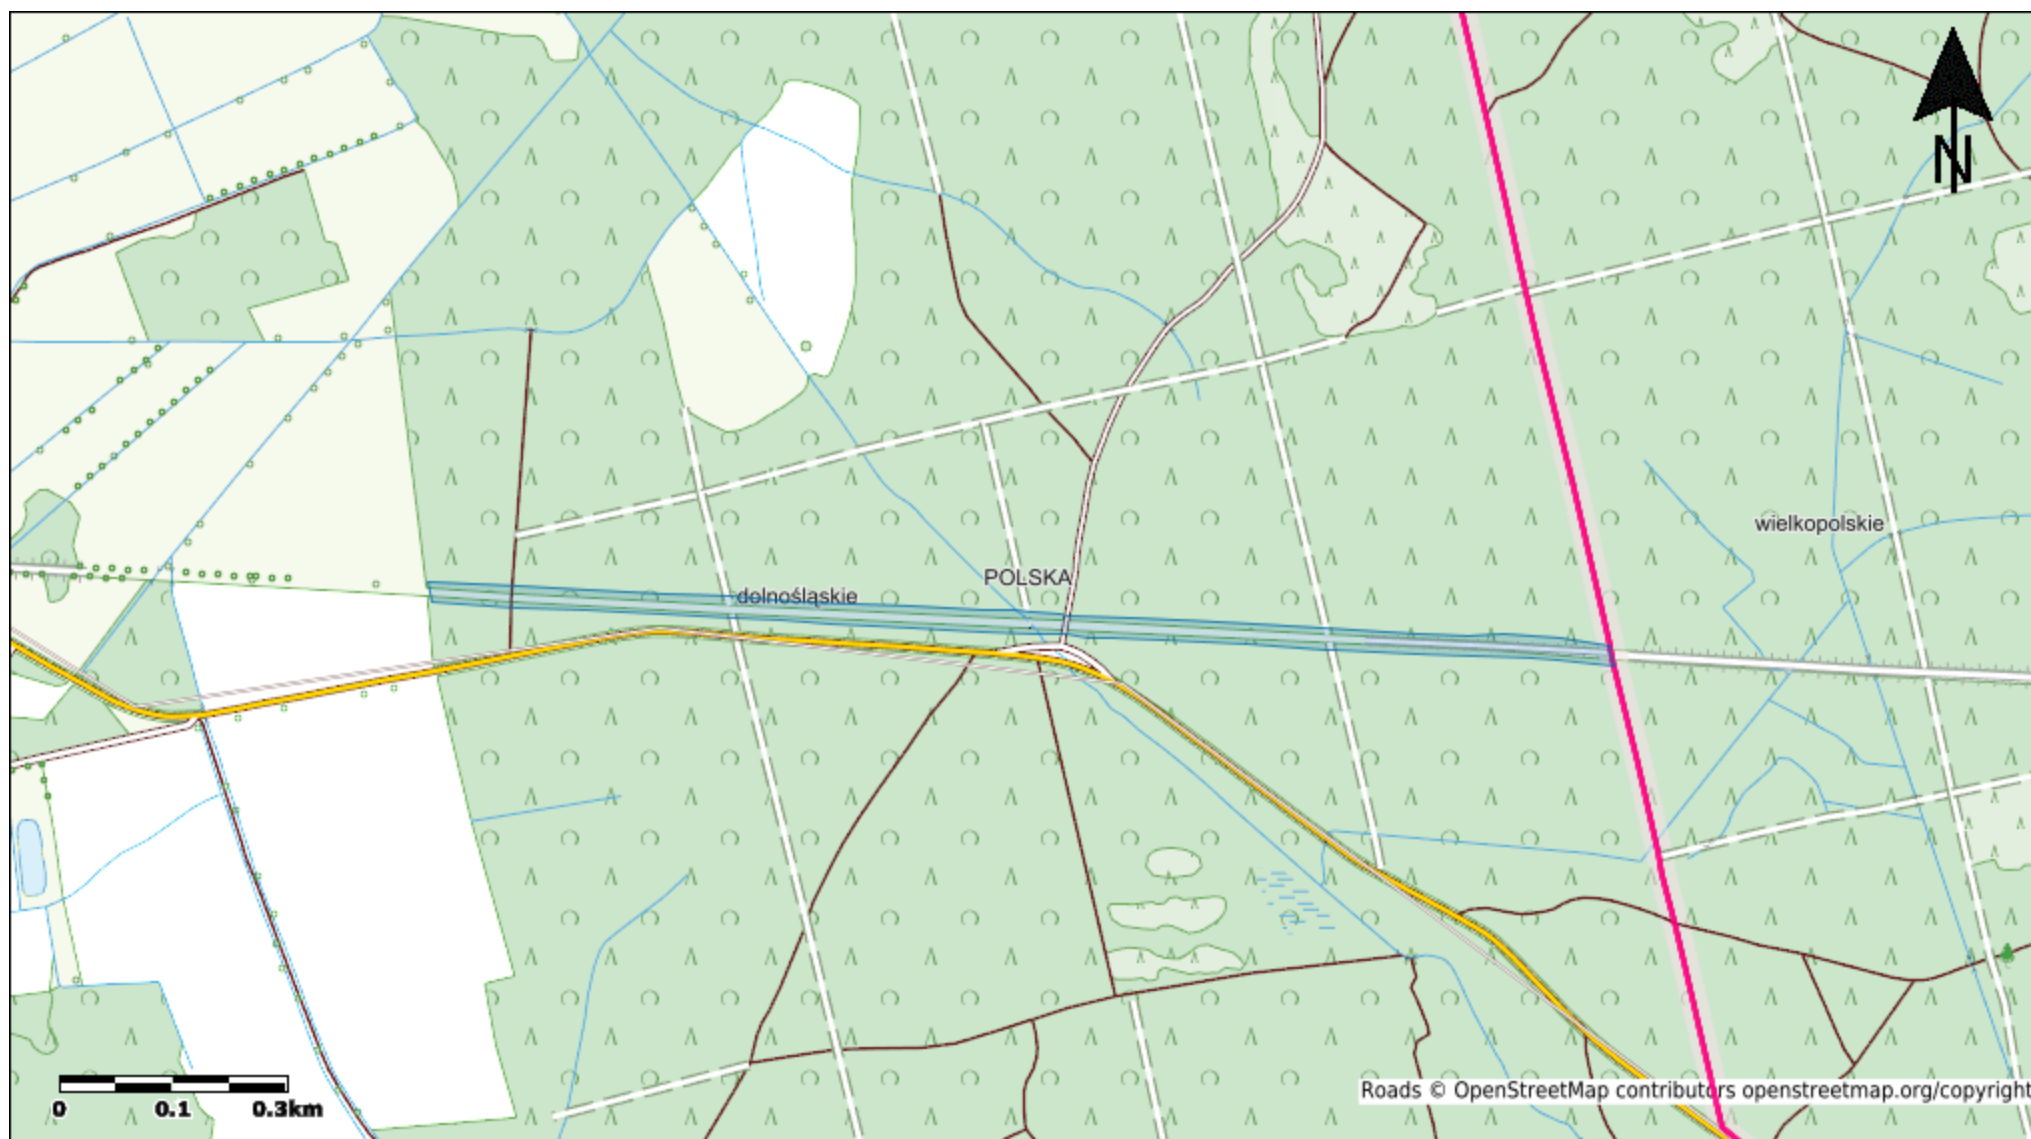 N
wielkopolskie
POLSKA
dolnośląskie
Roads © OpenStreetMap contributors openstreetmap.org/copyright
0 0.1 0.3km